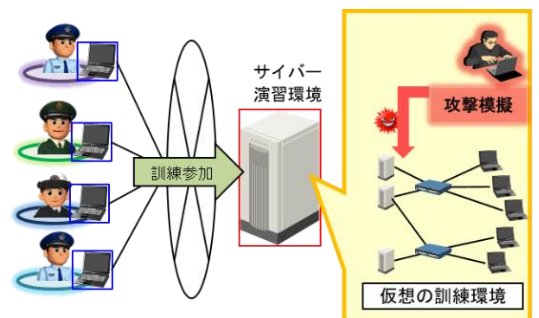 サイバー
演習環境
訓練参加
攻撃模擬
仮想の訓練環境